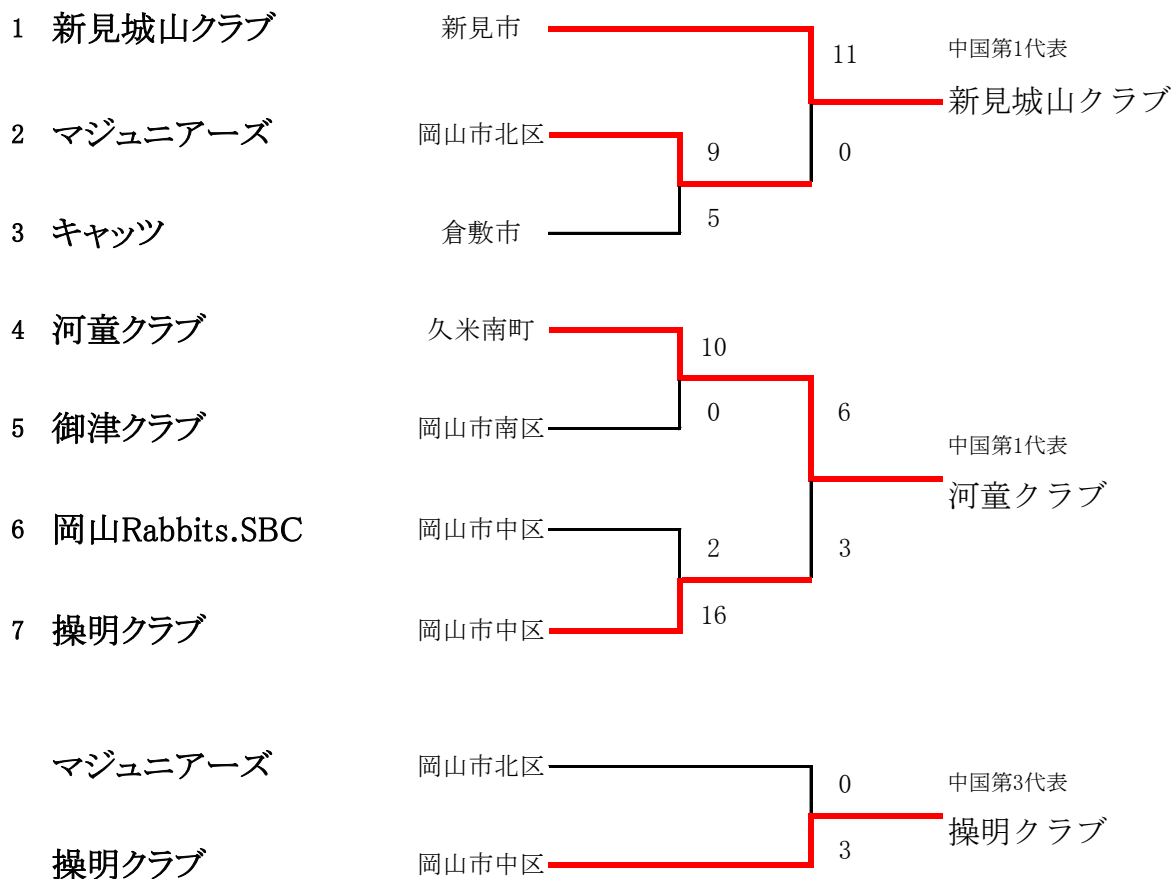 1 新見城山クラブ 新見市
11 中国第1代表
新見城山クラブ
2 マジュニアーズ 岡山市北区
9 0
3 キャッツ 倉敷市
5
4 河童クラブ 久米南町
10
5 御津クラブ 岡山市南区
0 6
中国第1代表
河童クラブ
6 岡山Rabbits.SBC 岡山市中区
2 3
7 操明クラブ 岡山市中区
16
マジュニアーズ 岡山市北区
0 中国第3代表
操明クラブ
操明クラブ 岡山市中区
3